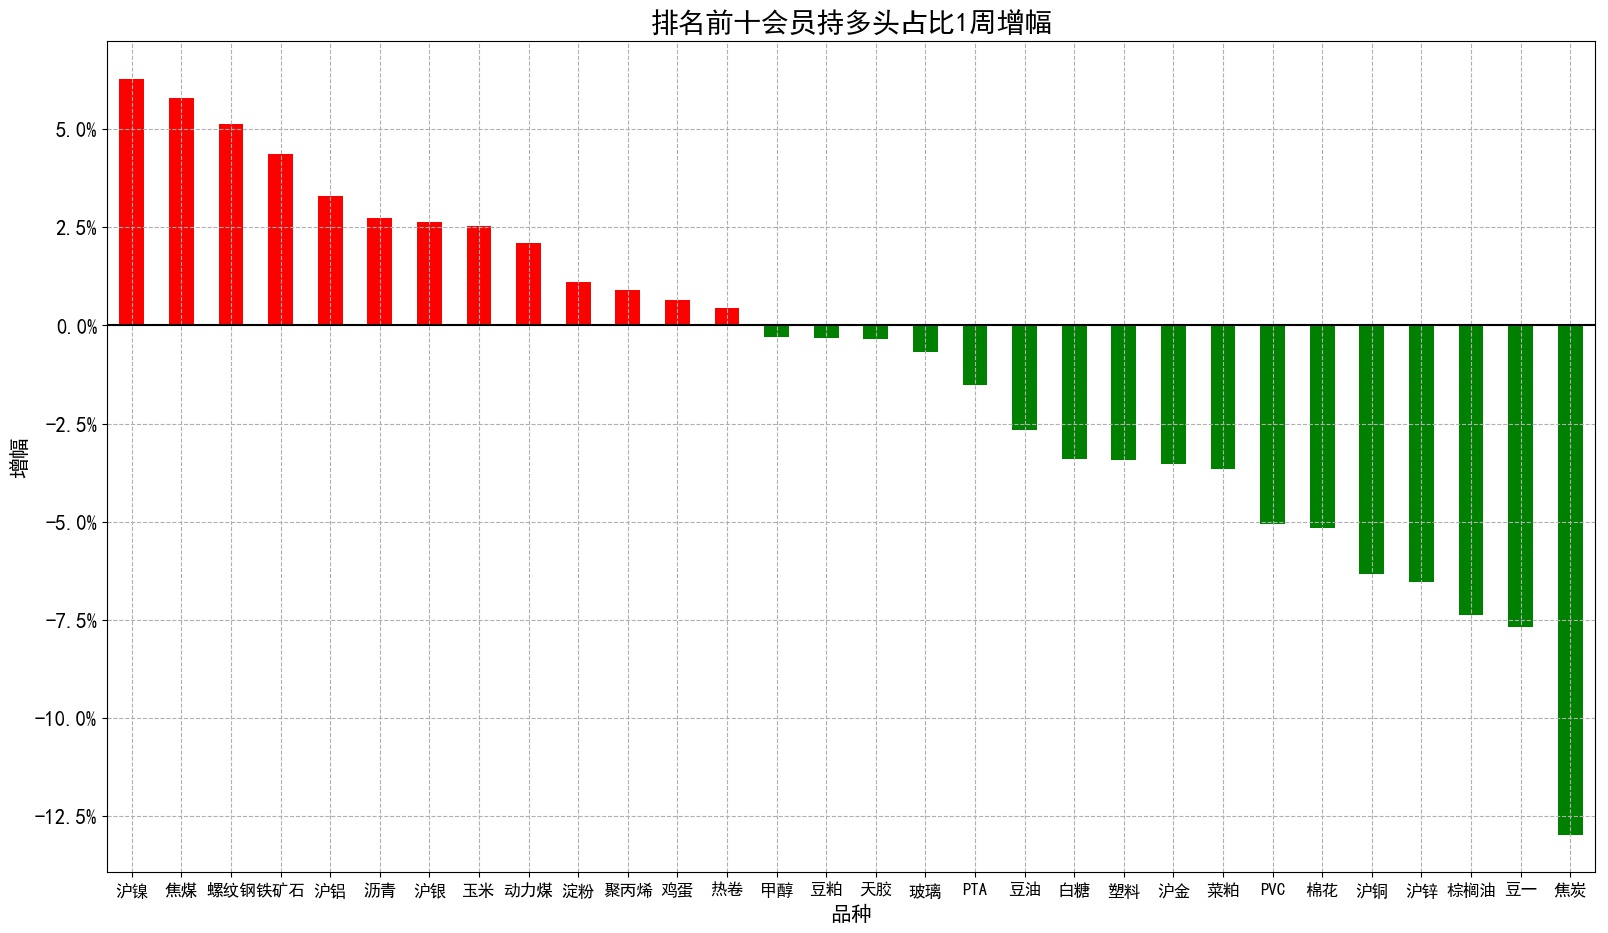 排名前十会员持多头占比1周增幅
5.0%
2.5%
0.0%
−2.5%
−5.0%
−7.5%
−10.0%
−12.5%
增幅
沪镍 焦煤 螺纹钢 铁矿石 沪铝 沥青 沪银 玉米 动力煤 淀粉 聚丙烯 鸡蛋 热卷 甲醇 豆粕 天胶 玻璃 PTA 豆油 白糖 塑料 沪金 菜粕 PVC 棉花 沪铜 沪锌 棕榈油 豆一 焦炭
品种